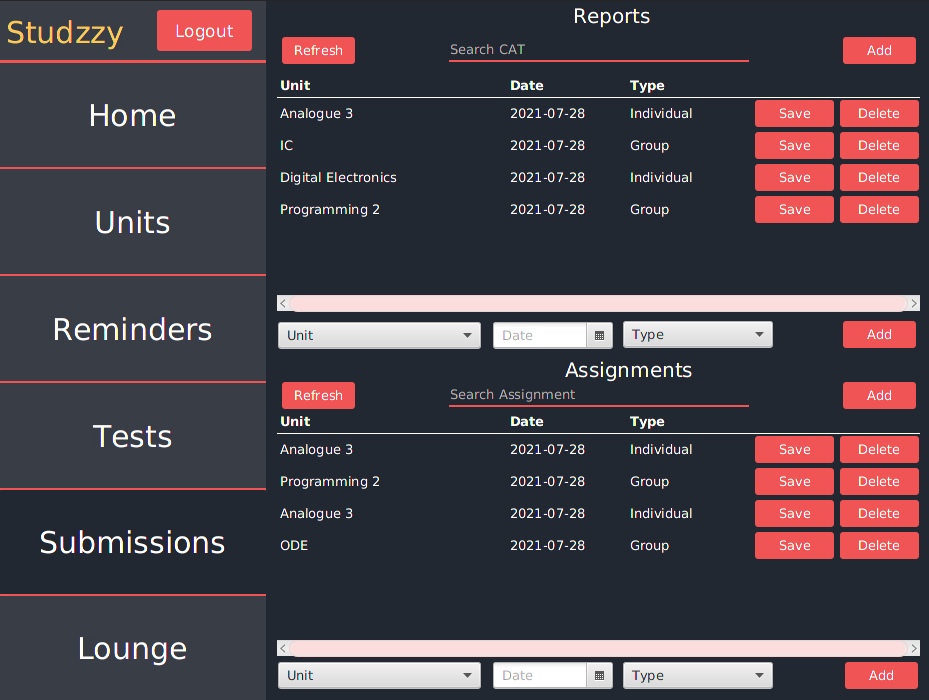 Studzzy Logout
Home
Units
Reminders
Tests
Submissions
Lounge
Reports
Refresh Search CAT Add
Unit Date Type
Analogue 3 2021-07-28 Individual Save Delete
IC 2021-07-28 Group Save Delete
Digital Electronics 2021-07-28 Individual Save Delete
Programming 2 2021-07-28 Group Save Delete
Unit Date Type Add
Assignments
Refresh Search Assignment Add
Unit Date Type
Analogue 3 2021-07-28 Individual Save Delete
Programming 2 2021-07-28 Group Save Delete
Analogue 3 2021-07-28 Individual Save Delete
ODE 2021-07-28 Group Save Delete
Unit Date Type Add